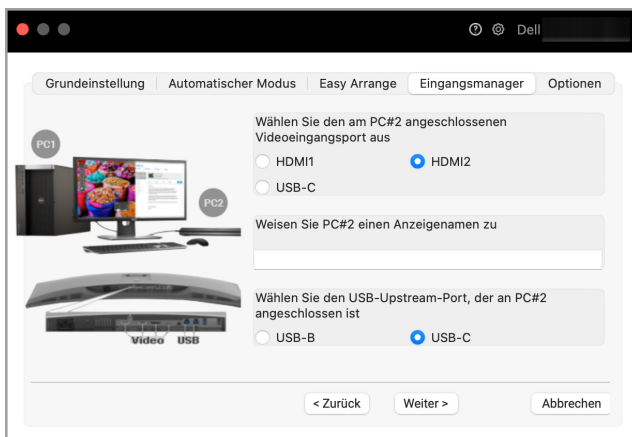 Dell
Grundeinstellung
Automatischer Modus
Easy Arrange
Eingangsmanager
Optionen
PC1
PC2
Video
USB
Wählen Sie den am PC#2 angeschlossenen
Videoeingangsport aus
HDMI1
HDMI2
USB-C
Weisen Sie PC#2 einen Anzeigenamen zu
Wählen Sie den USB-Upstream-Port, der an PC#2
angeschlossen ist
USB-B
USB-C
< Zurück
Weiter >
Abbrechen